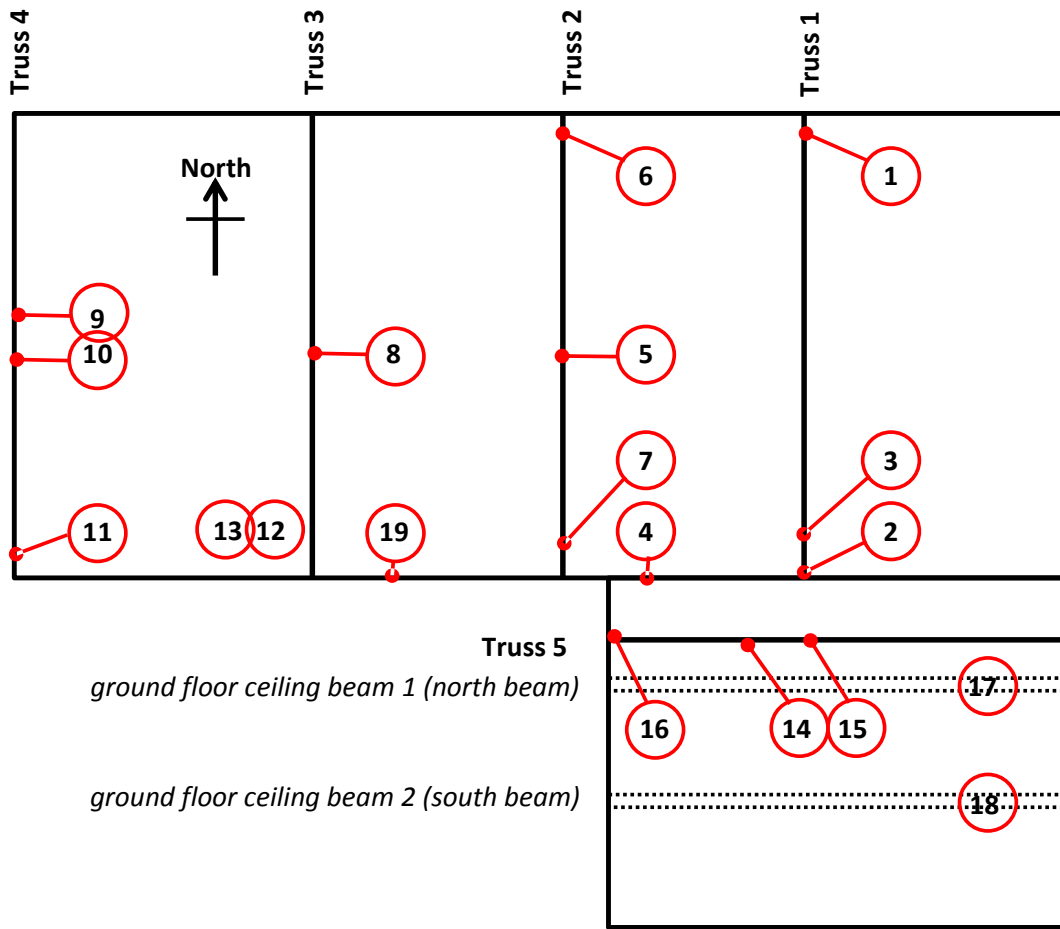 Truss 4
Truss 3
Truss 2
Truss 1
North
6
1
9
10
8
5
7
3
11
13
12
19
4
2
Truss 5
ground floor ceiling beam 1 (north beam)
17
16
14
15
ground floor ceiling beam 2 (south beam)
18